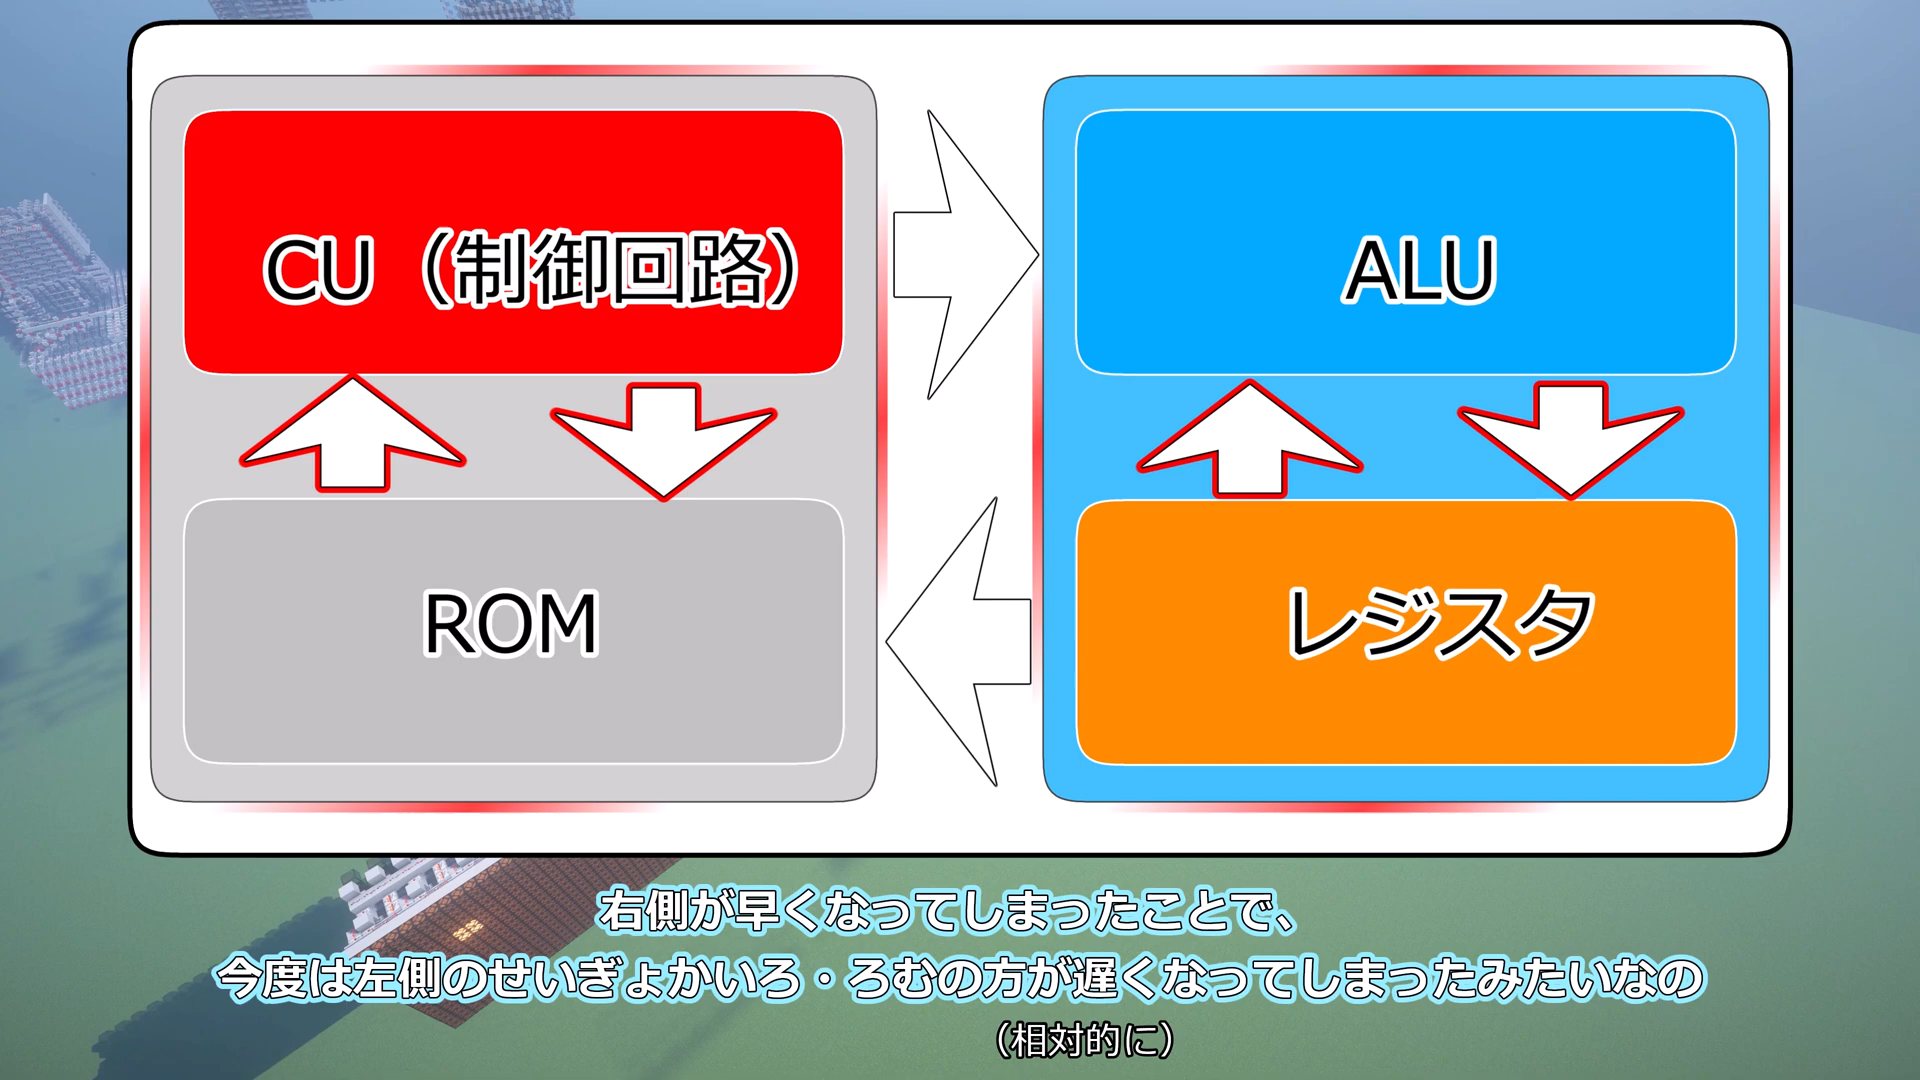 CU（制御回路）
ALU
ROM
レジスタ
右側が早くなってしまったことで、
今度は左側のせいぎょかいろ・ろむの方が遅くなってしまったみたいなの
（相対的に）